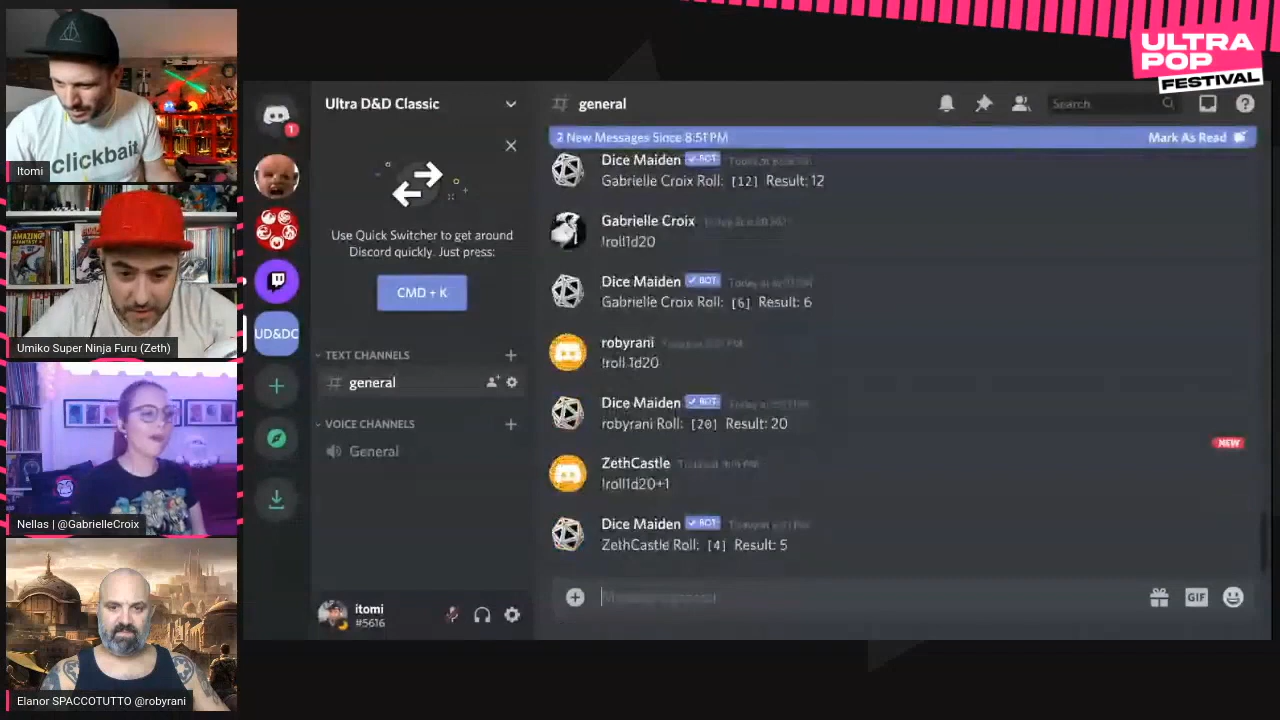 ULTRA
POP
FESTIVAL
clickbait
Itomi
AMAZING
FANTASY
Umiko Super Ninja Furu (Zeth)
Nellas | @GabrielleCroix
Elanor SPACCOTUTTO @robyrani
1
UD&DC
Ultra D&D Classic
Use Quick Switcher to get around
Discord quickly. Just press:
CMD + K
TEXT CHANNELS
general
VOICE CHANNELS
General
itomi
#5616
general
Search
2 New Messages Since 8:51 PM
Mark As Read
Dice Maiden BOT
Gabrielle Croix Roll: [12] Result: 12
Gabrielle Croix
!roll1d20
Dice Maiden BOT
Gabrielle Croix Roll: [6] Result: 6
robyrani
!roll 1d20
Dice Maiden BOT
robyrani Roll: [20] Result: 20
NEW
ZethCastle
!roll1d20+1
Dice Maiden BOT
ZethCastle Roll: [4] Result: 5
GIF